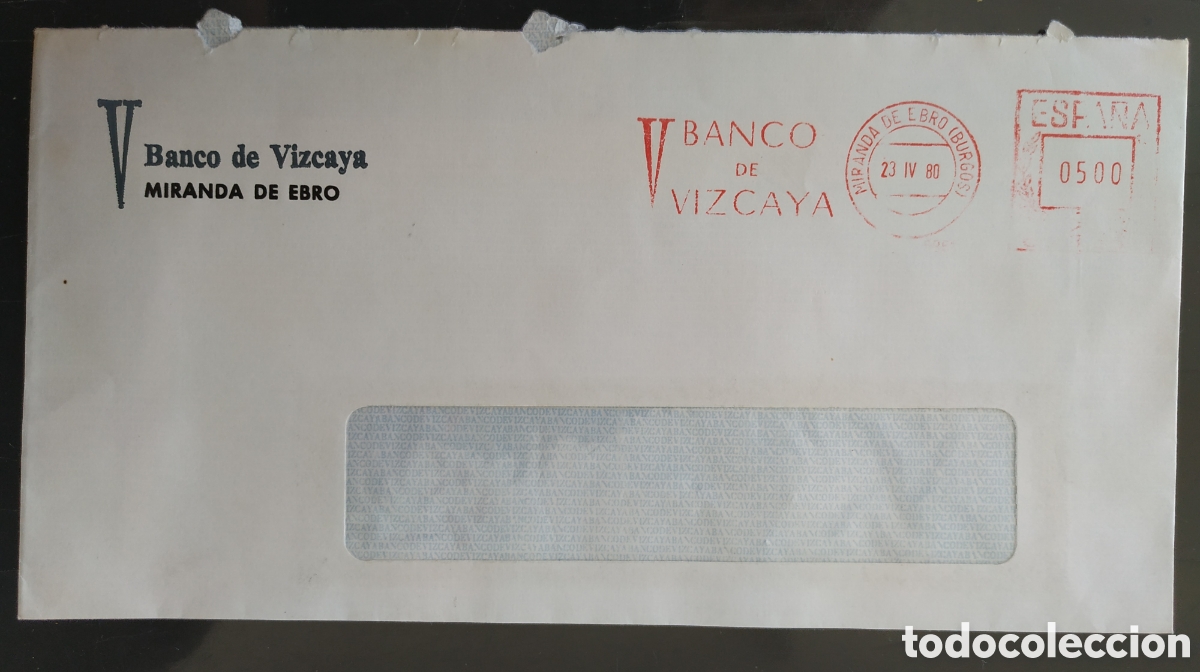 Banco de Vizcaya
MIRANDA DE EBRO
BANCO
DE
VIZCAYA
MIRANDA DE EBRO (BURGOS)
23 IV 80
ESPAÑA
0500
todocoleccion